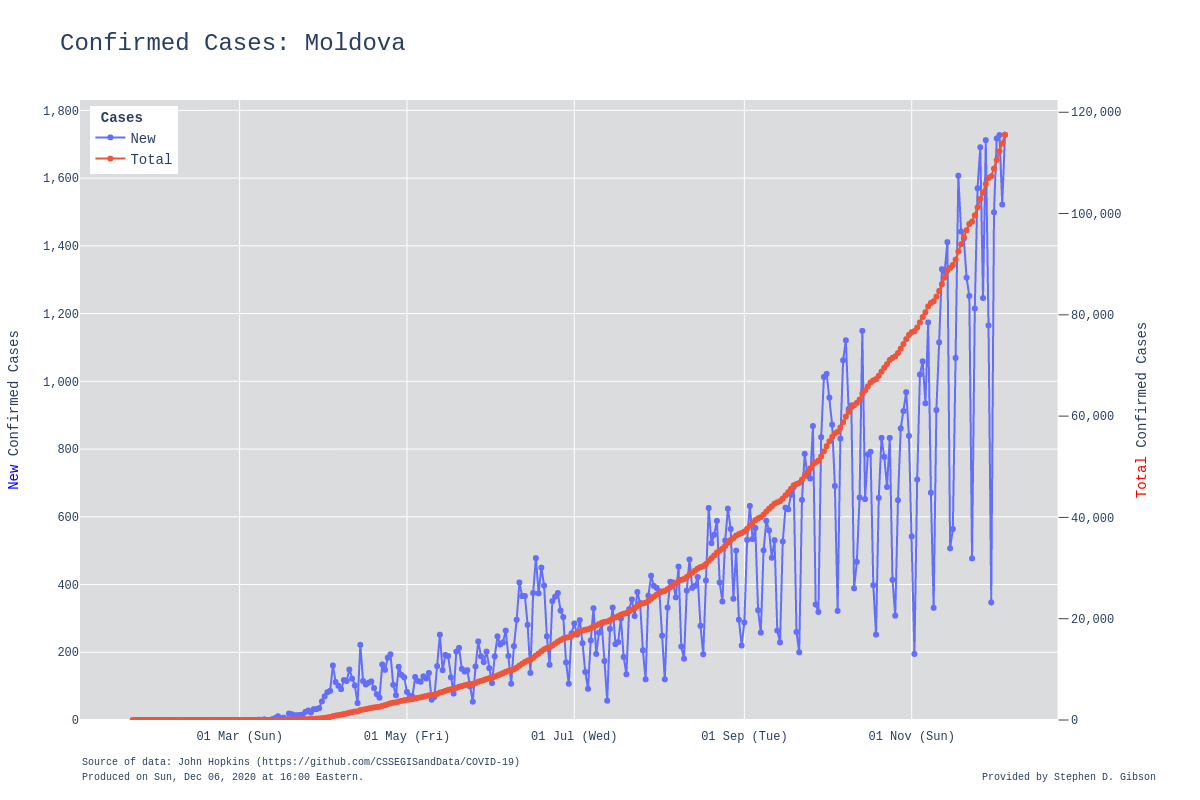 Confirmed Cases: Moldova
Cases
New
Total
1,800
1,600
1,400
1,200
1,000
800
600
400
200
0
120,000
100,000
80,000
60,000
40,000
20,000
0
New Confirmed Cases
Total Confirmed Cases
01 Mar (Sun)
01 May (Fri)
01 Jul (Wed)
01 Sep (Tue)
01 Nov (Sun)
Source of data: John Hopkins (https://github.com/CSSEGISandData/COVID-19)
Produced on Sun, Dec 06, 2020 at 16:00 Eastern.
Provided by Stephen D. Gibson